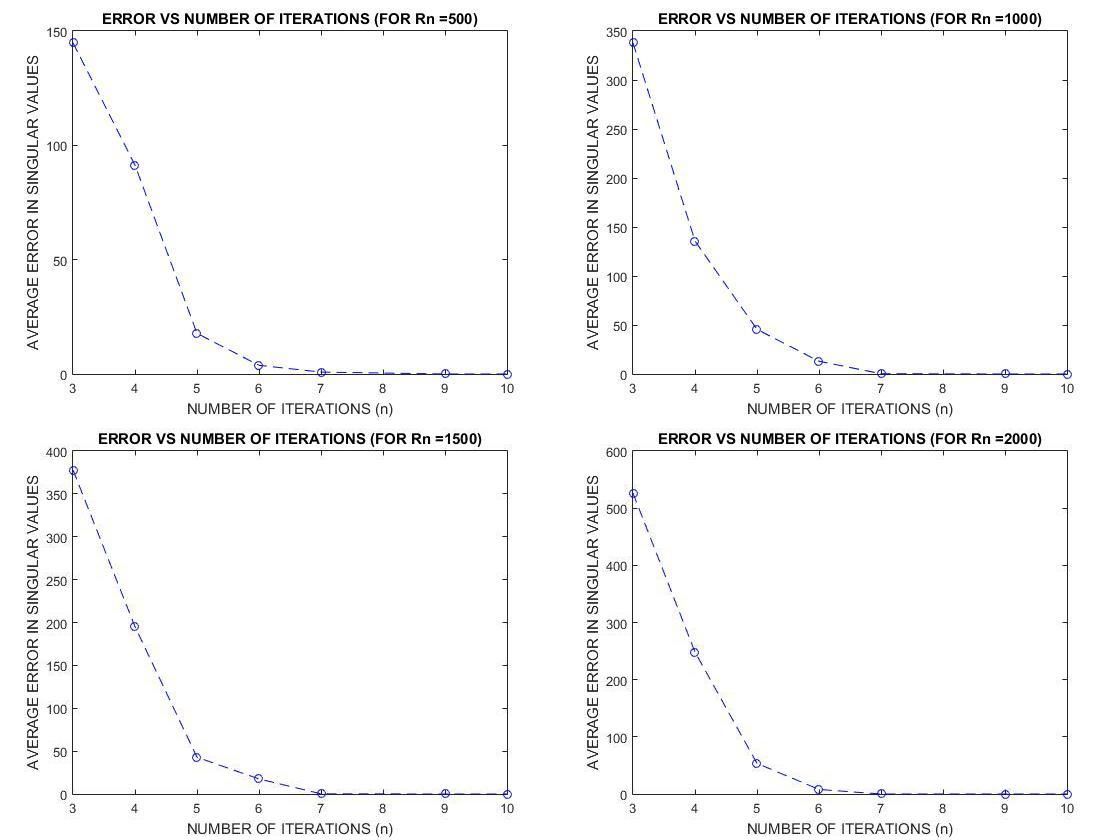 ERROR VS NUMBER OF ITERATIONS (FOR Rn =500)
150
100
50
0
3 4 5 6 7 8 9 10
AVERAGE ERROR IN SINGULAR VALUES
NUMBER OF ITERATIONS (n)
ERROR VS NUMBER OF ITERATIONS (FOR Rn =1000)
350
300
250
200
150
100
50
0
3 4 5 6 7 8 9 10
AVERAGE ERROR IN SINGULAR VALUES
NUMBER OF ITERATIONS (n)
ERROR VS NUMBER OF ITERATIONS (FOR Rn =1500)
400
350
300
250
200
150
100
50
0
3 4 5 6 7 8 9 10
AVERAGE ERROR IN SINGULAR VALUES
NUMBER OF ITERATIONS (n)
ERROR VS NUMBER OF ITERATIONS (FOR Rn =2000)
600
500
400
300
200
100
0
3 4 5 6 7 8 9 10
AVERAGE ERROR IN SINGULAR VALUES
NUMBER OF ITERATIONS (n)